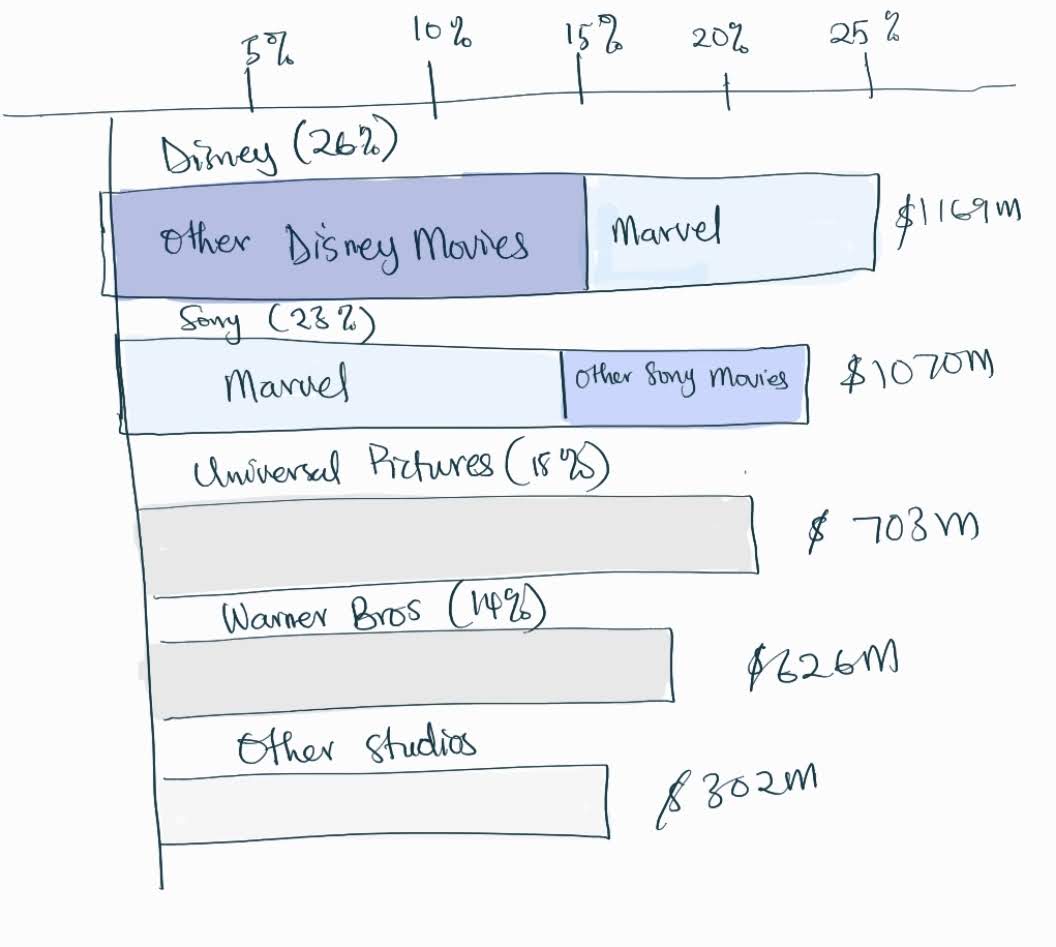 5% 10% 15% 20% 25%
Disney (26%)
Other Disney Movies Marvel $1169m
Sony (23%)
Marvel Other Sony Movies $1070m
Universal Pictures (15%)
$ 703m
Warner Bros (14%)
$626m
Other studios
$302m